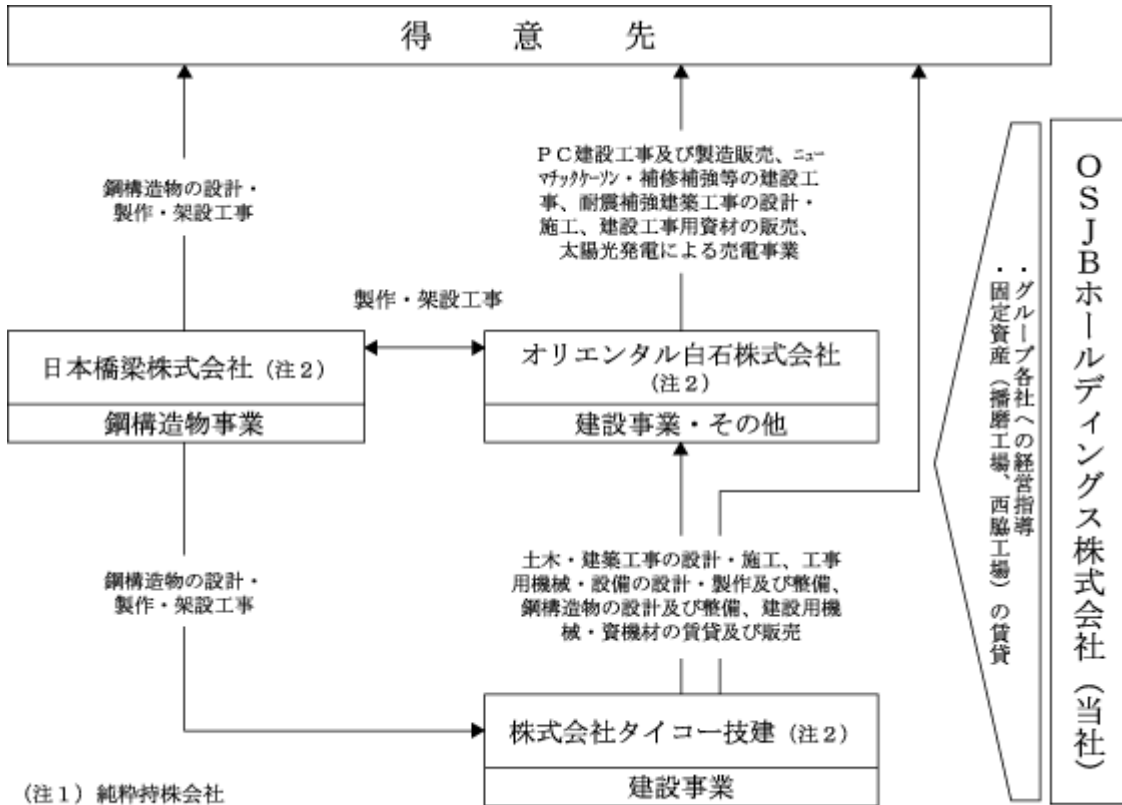 得意先
鋼構造物の設計・
製作・架設工事
ＰＣ建設工事及び製造販売、ニュー
マチックケーソン・補修補強等の建設工
事、耐震補強建築工事の設計・
施工、建設工事用資材の販売、
太陽光発電による売電事業
製作・架設工事
日本橋梁株式会社（注２）
鋼構造物事業
オリエンタル白石株式会社
（注２）
建設事業・その他
鋼構造物の設計・
製作・架設工事
土木・建築工事の設計・施工、工事
用機械・設備の設計・製作及び整備、
鋼構造物の設計及び整備、建設用機
械・資機材の賃貸及び販売
株式会社タイコー技建（注２）
建設事業
・グループ各社への経営指導
・固定資産（播磨工場、西脇工場）の賃貸
ＯＳＪＢホールディングス株式会社（当社）
（注１）純粋持株会社